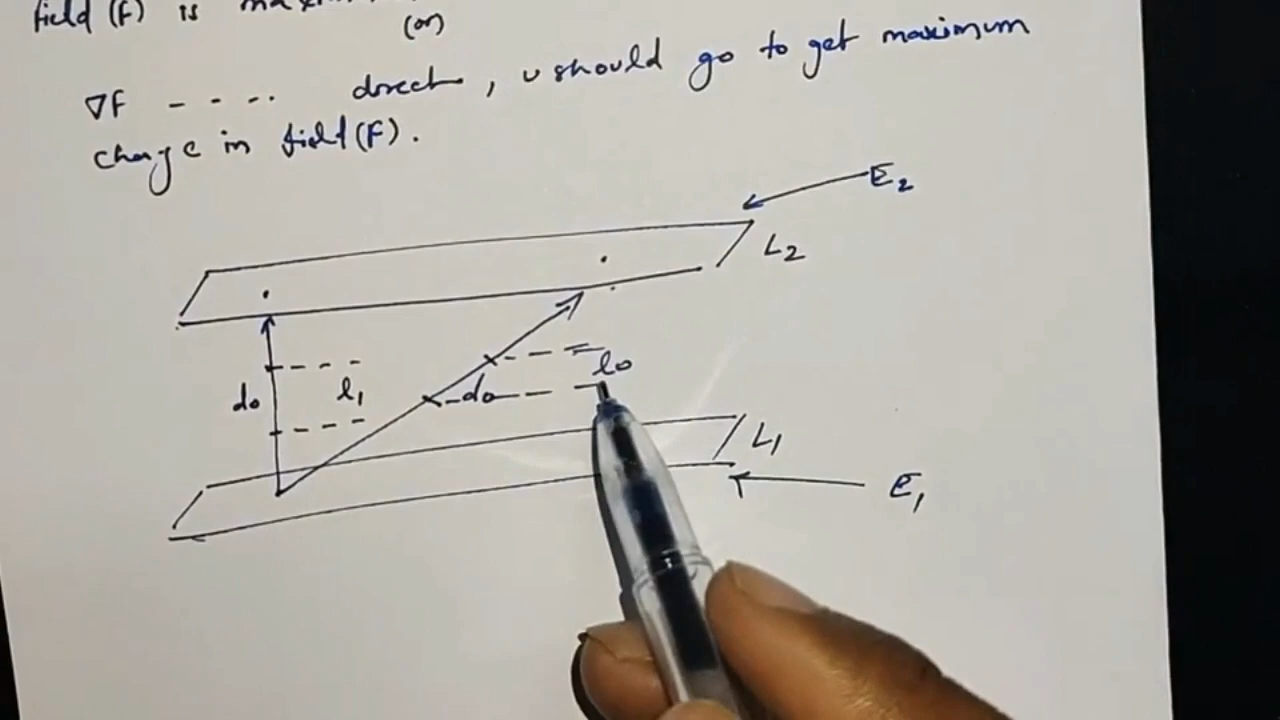 field (F) is
(or)
∇F - - - - direct , u should go to get maximum
change in field(F).
E₂
L₂
l₀
d₀ l₁ d₀
L₁
E₁